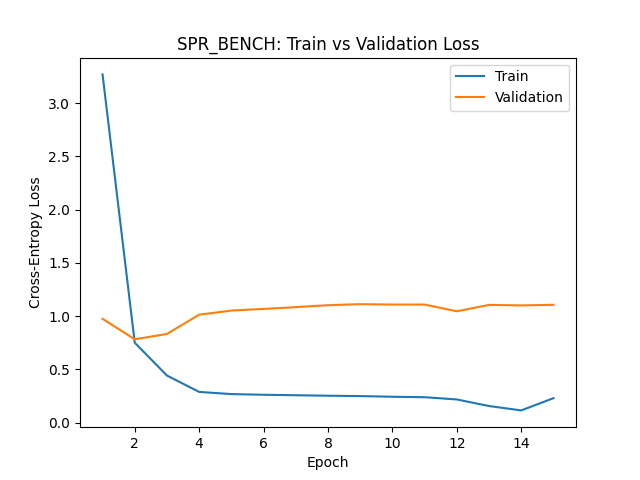 SPR_BENCH: Train vs Validation Loss
Train
Validation
Cross-Entropy Loss
3.0
2.5
2.0
1.5
1.0
0.5
0.0
2 4 6 8 10 12 14
Epoch